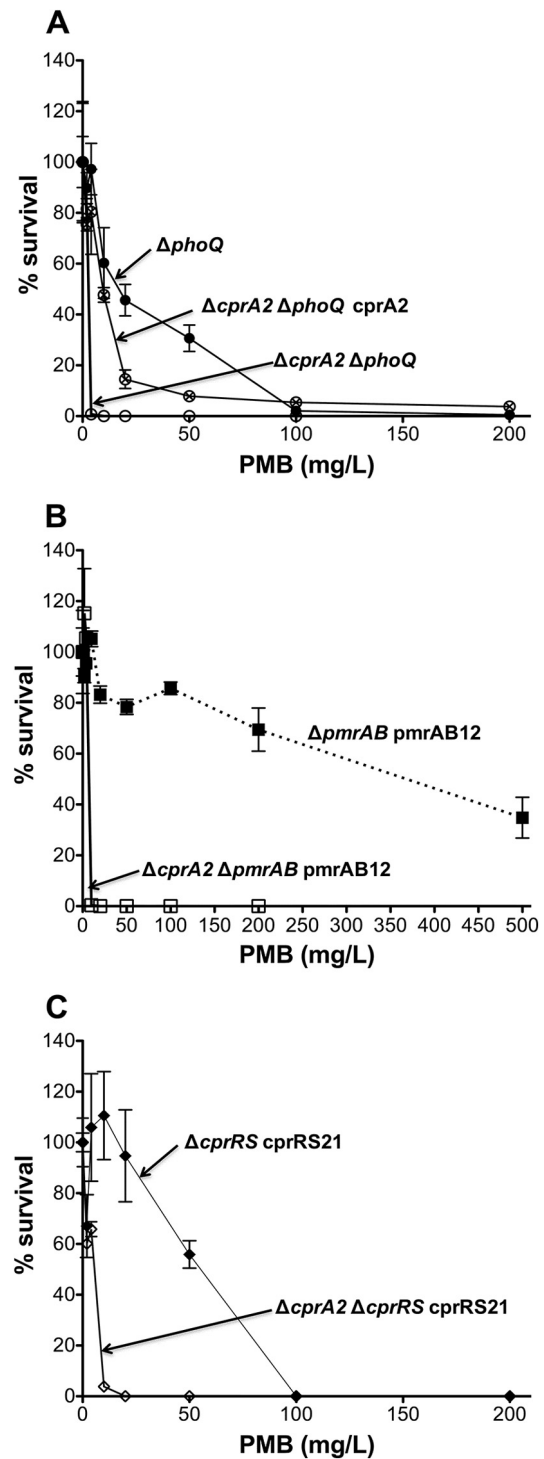 A
140
120
100
80
60
40
20
0
% survival
ΔphoQ
ΔcprA2 ΔphoQ cprA2
ΔcprA2 ΔphoQ
0 50 100 150 200
PMB (mg/L)
B
140
120
100
80
60
40
20
0
% survival
ΔpmrAB pmrAB12
ΔcprA2 ΔpmrAB pmrAB12
0 50 100 150 200 250 300 350 400 450 500
PMB (mg/L)
C
140
120
100
80
60
40
20
0
% survival
ΔcprRS cprRS21
ΔcprA2 ΔcprRS cprRS21
0 50 100 150 200
PMB (mg/L)